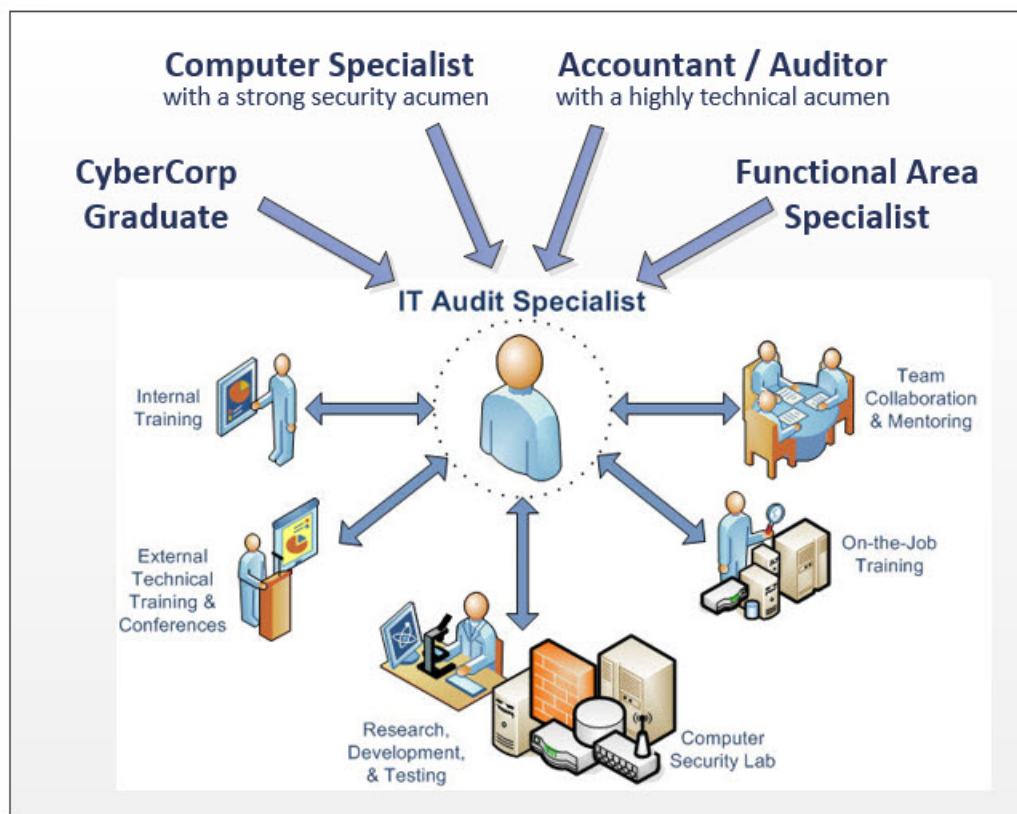 Computer Specialist
with a strong security acumen
Accountant / Auditor
with a highly technical acumen
CyberCorp
Graduate
Functional Area
Specialist
IT Audit Specialist
Internal
Training
Team
Collaboration
& Mentoring
External
Technical
Training &
Conferences
On-the-Job
Training
Research,
Development,
& Testing
Computer
Security Lab